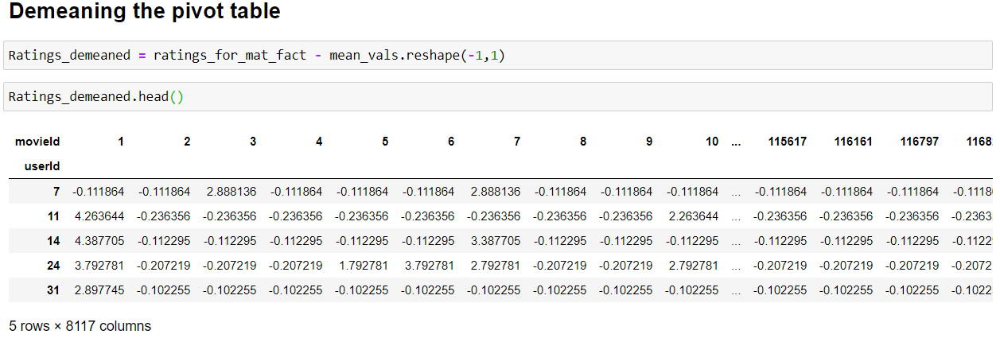 Demeaning the pivot table
Ratings_demeaned = ratings_for_mat_fact - mean_vals.reshape(-1,1)
Ratings_demeaned.head()
movieId 1 2 3 4 5 6 7 8 9 10 ... 115617 116161 116797 1168
userId
7 -0.111864 -0.111864 2.888136 -0.111864 -0.111864 -0.111864 2.888136 -0.111864 -0.111864 -0.111864 ... -0.111864 -0.111864 -0.111864 -0.1118
11 4.263644 -0.236356 -0.236356 -0.236356 -0.236356 -0.236356 -0.236356 -0.236356 -0.236356 2.263644 ... -0.236356 -0.236356 -0.236356 -0.2363
14 4.387705 -0.112295 -0.112295 -0.112295 -0.112295 -0.112295 3.387705 -0.112295 -0.112295 -0.112295 ... -0.112295 -0.112295 -0.112295 -0.1122
24 3.792781 -0.207219 -0.207219 -0.207219 1.792781 3.792781 2.792781 -0.207219 -0.207219 2.792781 ... -0.207219 -0.207219 -0.207219 -0.2072
31 2.897745 -0.102255 -0.102255 -0.102255 -0.102255 -0.102255 -0.102255 -0.102255 -0.102255 -0.102255 ... -0.102255 -0.102255 -0.102255 -0.1022
5 rows × 8117 columns